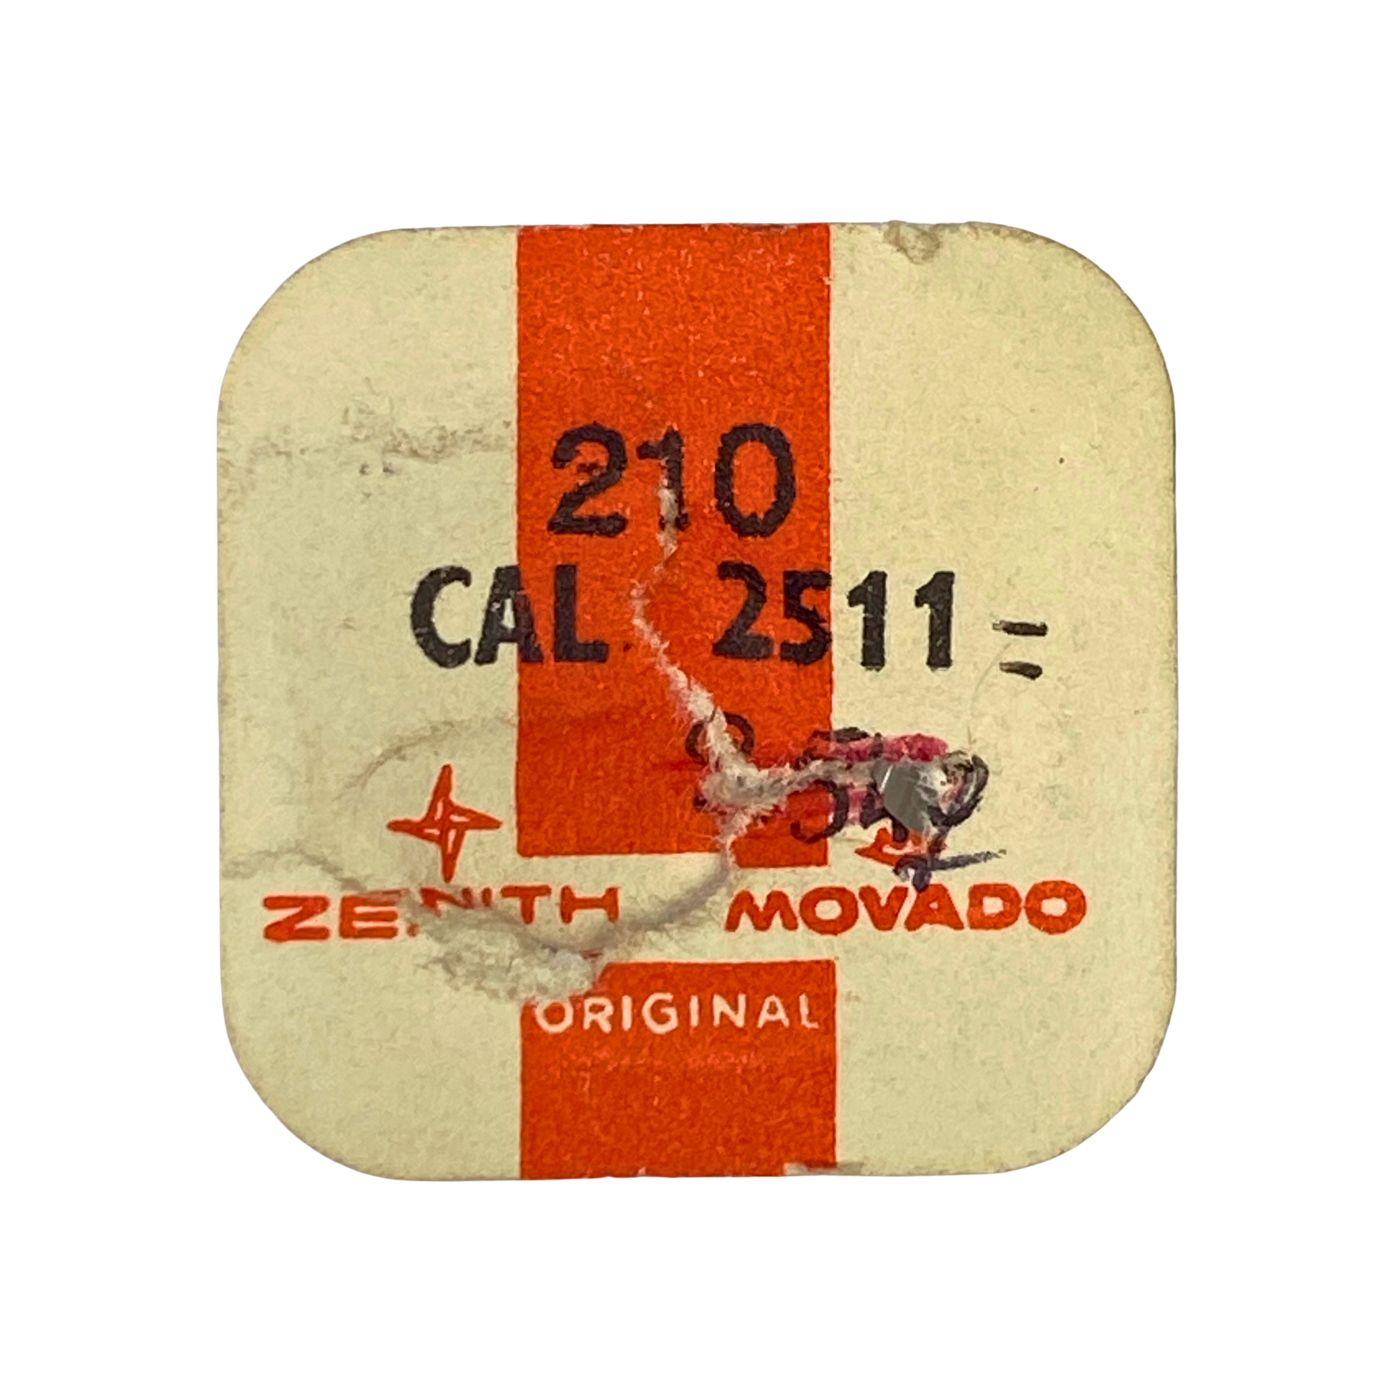 210
CAL 2511 =
ZENITH MOVADO
ORIGINAL